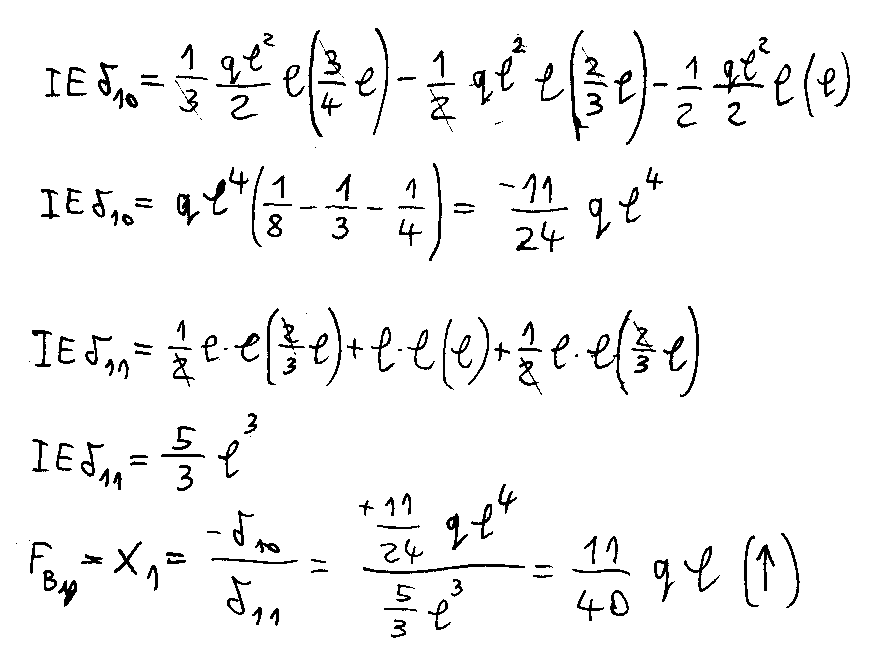 IEδ₁₀ = 1/3 qℓ²/2 ℓ(3/4 ℓ) - 1/2 qℓ² ℓ(2/3 ℓ) - 1/2 qℓ²/2 ℓ(ℓ)
IEδ₁₀ = qℓ⁴(1/8 - 1/3 - 1/4) = -11/24 qℓ⁴
IEδ₁₁ = 1/2 ℓ·ℓ(2/3 ℓ) + ℓ·ℓ(ℓ) + 1/2 ℓ·ℓ(2/3 ℓ)
IEδ₁₁ = 5/3 ℓ³
F_By = X₁ = -δ₁₀/δ₁₁ = (+11/24 qℓ⁴)/(5/3 ℓ³) = 11/40 qℓ (↑)